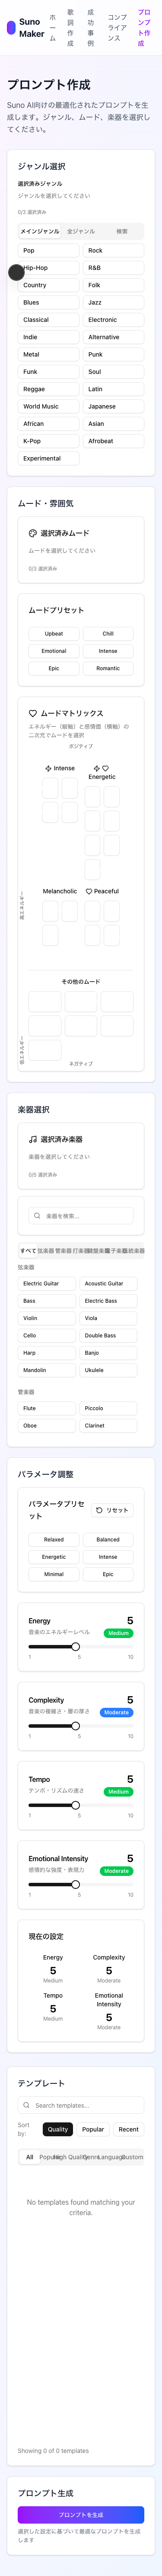 Suno Maker
ホーム
歌詞作成
成功事例
コンプライアンス
プロンプト作成
プロンプト作成
Suno AI向けの最適化されたプロンプトを生成します。ジャンル、ムード、楽器を選択してください。
ジャンル選択
選択済みジャンル
ジャンルを選択してください
0/3 選択済み
メインジャンル 全ジャンル 検索
Pop Rock
Hip-Hop R&B
Country Folk
Blues Jazz
Classical Electronic
Indie Alternative
Metal Punk
Funk Soul
Reggae Latin
World Music Japanese
African Asian
K-Pop Afrobeat
Experimental
ムード・雰囲気
選択済みムード
ムードを選択してください
0/3 選択済み
ムードプリセット
Upbeat Chill
Emotional Intense
Epic Romantic
ムードマトリックス
エネルギー（縦軸）と感情価（横軸）の二次元でムードを選択
ポジティブ
Intense
Energetic
高エネルギー
Melancholic Peaceful
その他のムード
低エネルギー
ネガティブ
楽器選択
選択済み楽器
楽器を選択してください
0/5 選択済み
楽器を検索...
すべて 弦楽器 管楽器 打楽器 鍵盤楽器 電子楽器 伝統楽器
弦楽器
Electric Guitar Acoustic Guitar
Bass Electric Bass
Violin Viola
Cello Double Bass
Harp Banjo
Mandolin Ukulele
管楽器
Flute Piccolo
Oboe Clarinet
パラメータ調整
パラメータプリセット
リセット
Relaxed Balanced
Energetic Intense
Minimal Epic
Energy 5
音楽のエネルギーレベル Medium
1 5 10
Complexity 5
音楽の複雑さ・層の厚さ Moderate
1 5 10
Tempo 5
テンポ・リズムの速さ Medium
1 5 10
Emotional Intensity 5
感情的な強度・表現力 Moderate
1 5 10
現在の設定
Energy Complexity
5 5
Medium Moderate
Tempo Emotional Intensity
5 5
Medium Moderate
テンプレート
Search templates...
Sort by: Quality Popular Recent
All Popular High Quality Genre Language Custom
No templates found matching your criteria.
Showing 0 of 0 templates
プロンプト生成
プロンプトを生成
選択した設定に基づいて最適なプロンプトを生成します